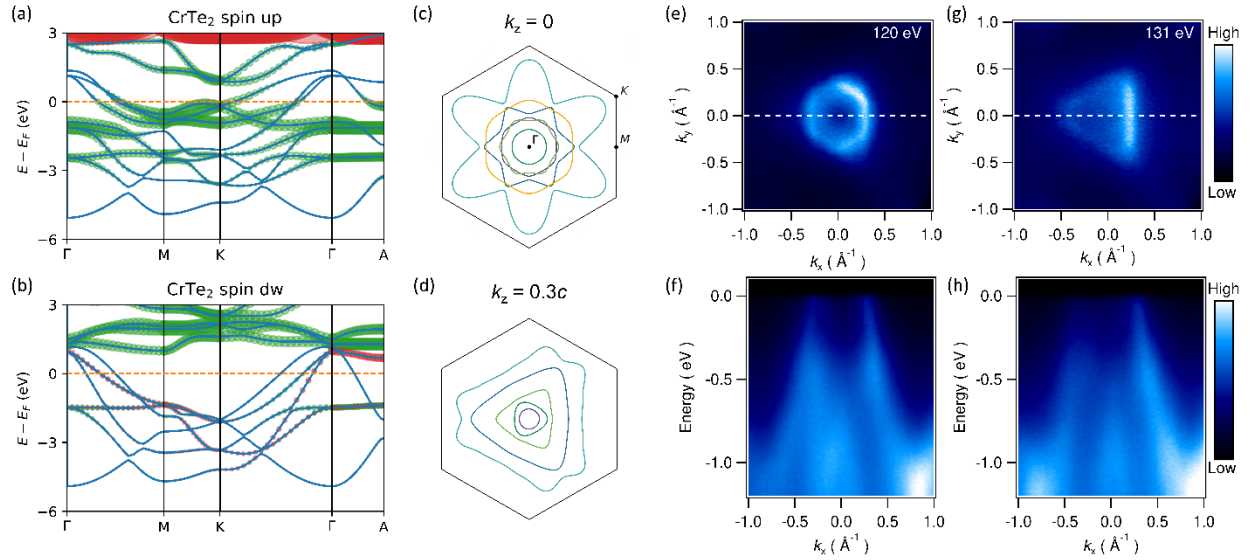 (a)
CrTe₂ spin up
3
0
−3
−6
E − E_F (eV)
Γ
M
K
Γ
A
(b)
CrTe₂ spin dw
3
0
−3
−6
E − E_F (eV)
Γ
M
K
Γ
A
(c)
k_z = 0
K
M
Γ
(d)
k_z = 0.3c
(e)
120 eV
1.0
0.5
0.0
-0.5
-1.0
k_y ( Å⁻¹ )
-1.0
-0.5
0.0
0.5
1.0
k_x ( Å⁻¹ )
(g)
131 eV
1.0
0.5
0.0
-0.5
-1.0
k_y ( Å⁻¹ )
-1.0
-0.5
0.0
0.5
1.0
k_x ( Å⁻¹ )
High
Low
(f)
0.0
-0.5
-1.0
Energy ( eV )
-1.0
-0.5
0.0
0.5
1.0
k_x ( Å⁻¹ )
(h)
0.0
-0.5
-1.0
Energy ( eV )
-1.0
-0.5
0.0
0.5
1.0
k_x ( Å⁻¹ )
High
Low